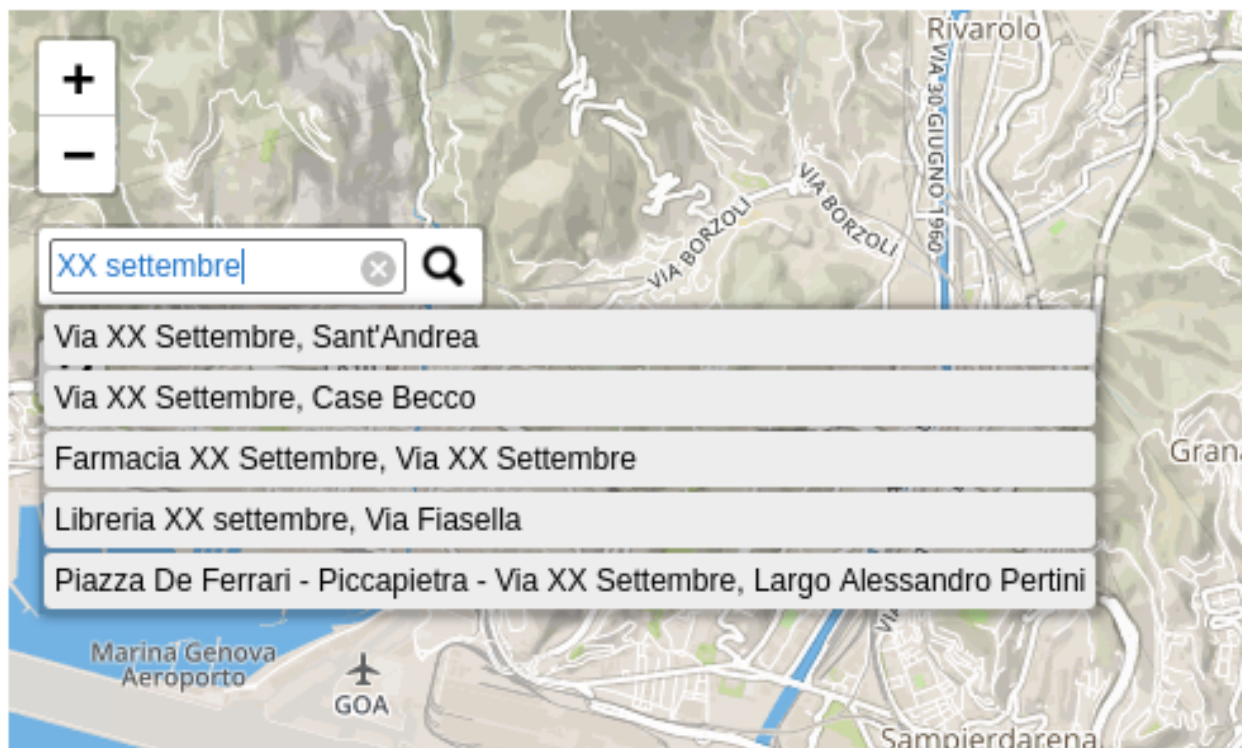 Rivarolo
VIA 30 GIUGNO 1960
+
−
VIA BORZOLI
VIA BORZOLI
XX settembre
Via XX Settembre, Sant'Andrea
Via XX Settembre, Case Becco
Farmacia XX Settembre, Via XX Settembre
Gran
Libreria XX settembre, Via Fiasella
Piazza De Ferrari - Piccapietra - Via XX Settembre, Largo Alessandro Pertini
VIA
Marina Genova
Aeroporto
GOA
Sampierdarena